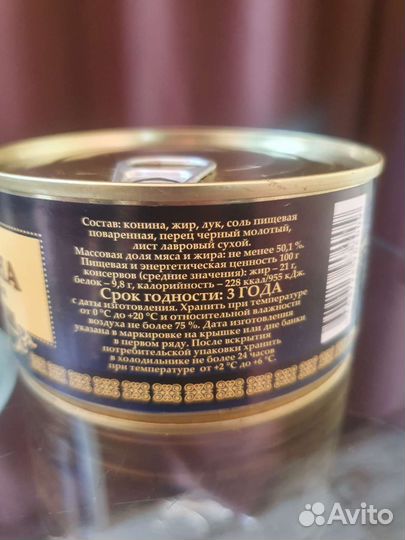 Состав: конина, жир, лук, соль пищевая
поваренная, перец черный молотый,
лист лавровый сухой.
Массовая доля мяса и жира: не менее 50,1 %.
Пищевая и энергетическая ценность 100 г
консервов (средние значения): жир – 21 г,
белок – 9,8 г, калорийность – 228 ккал/955 кДж.
Срок годности: 3 ГОДА
с даты изготовления. Хранить при температуре
от 0 °С до +20 °С и относительной влажности
воздуха не более 75 %. Дата изготовления
указана в маркировке на крышке или дне банки
в первом ряду. После вскрытия
потребительской упаковки хранить
в холодильнике не более 24 часов
при температуре от +2 °С до +6 °С.
Avito